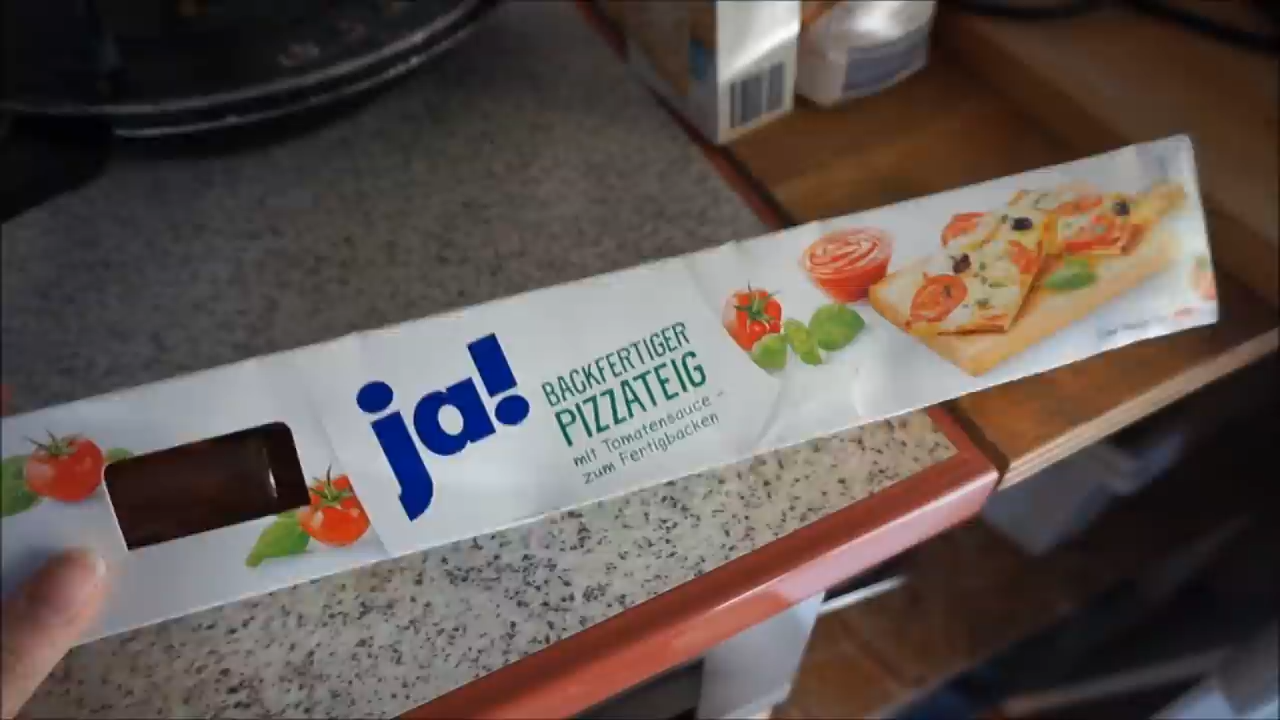 ja!
BACKFERTIGER
PIZZATEIG
mit Tomatensauce -
zum Fertigbacken